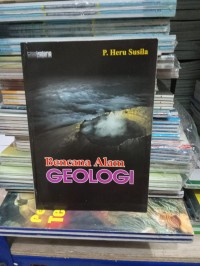 P. Heru Susila
Bencana Alam
GEOLOGI